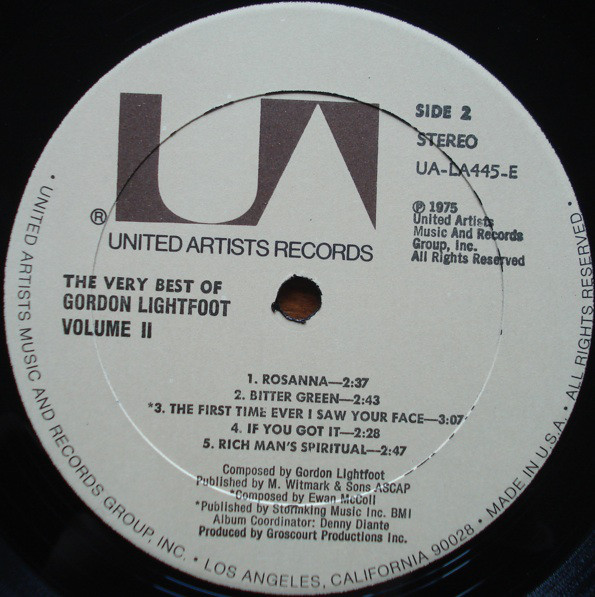 UA
®
UNITED ARTISTS RECORDS
SIDE 2
STEREO
UA-LA445-E
℗ 1975
United Artists
Music And Records
Group, Inc.
All Rights Reserved
THE VERY BEST OF
GORDON LIGHTFOOT
VOLUME II
1. ROSANNA—2:37
2. BITTER GREEN—2:43
*3. THE FIRST TIME EVER I SAW YOUR FACE—3:07
4. IF YOU GOT IT—2:28
5. RICH MAN'S SPIRITUAL—2:47
Composed by Gordon Lightfoot
Published by M. Witmark & Sons ASCAP
*Composed by Ewan McColl
*Published by Stormking Music Inc. BMI
Album Coordinator: Denny Diante
Produced by Groscourt Productions Inc.
• UNITED ARTISTS MUSIC AND RECORDS GROUP, INC. • LOS ANGELES, CALIFORNIA 90028 • MADE IN U.S.A. • ALL RIGHTS RESERVED •